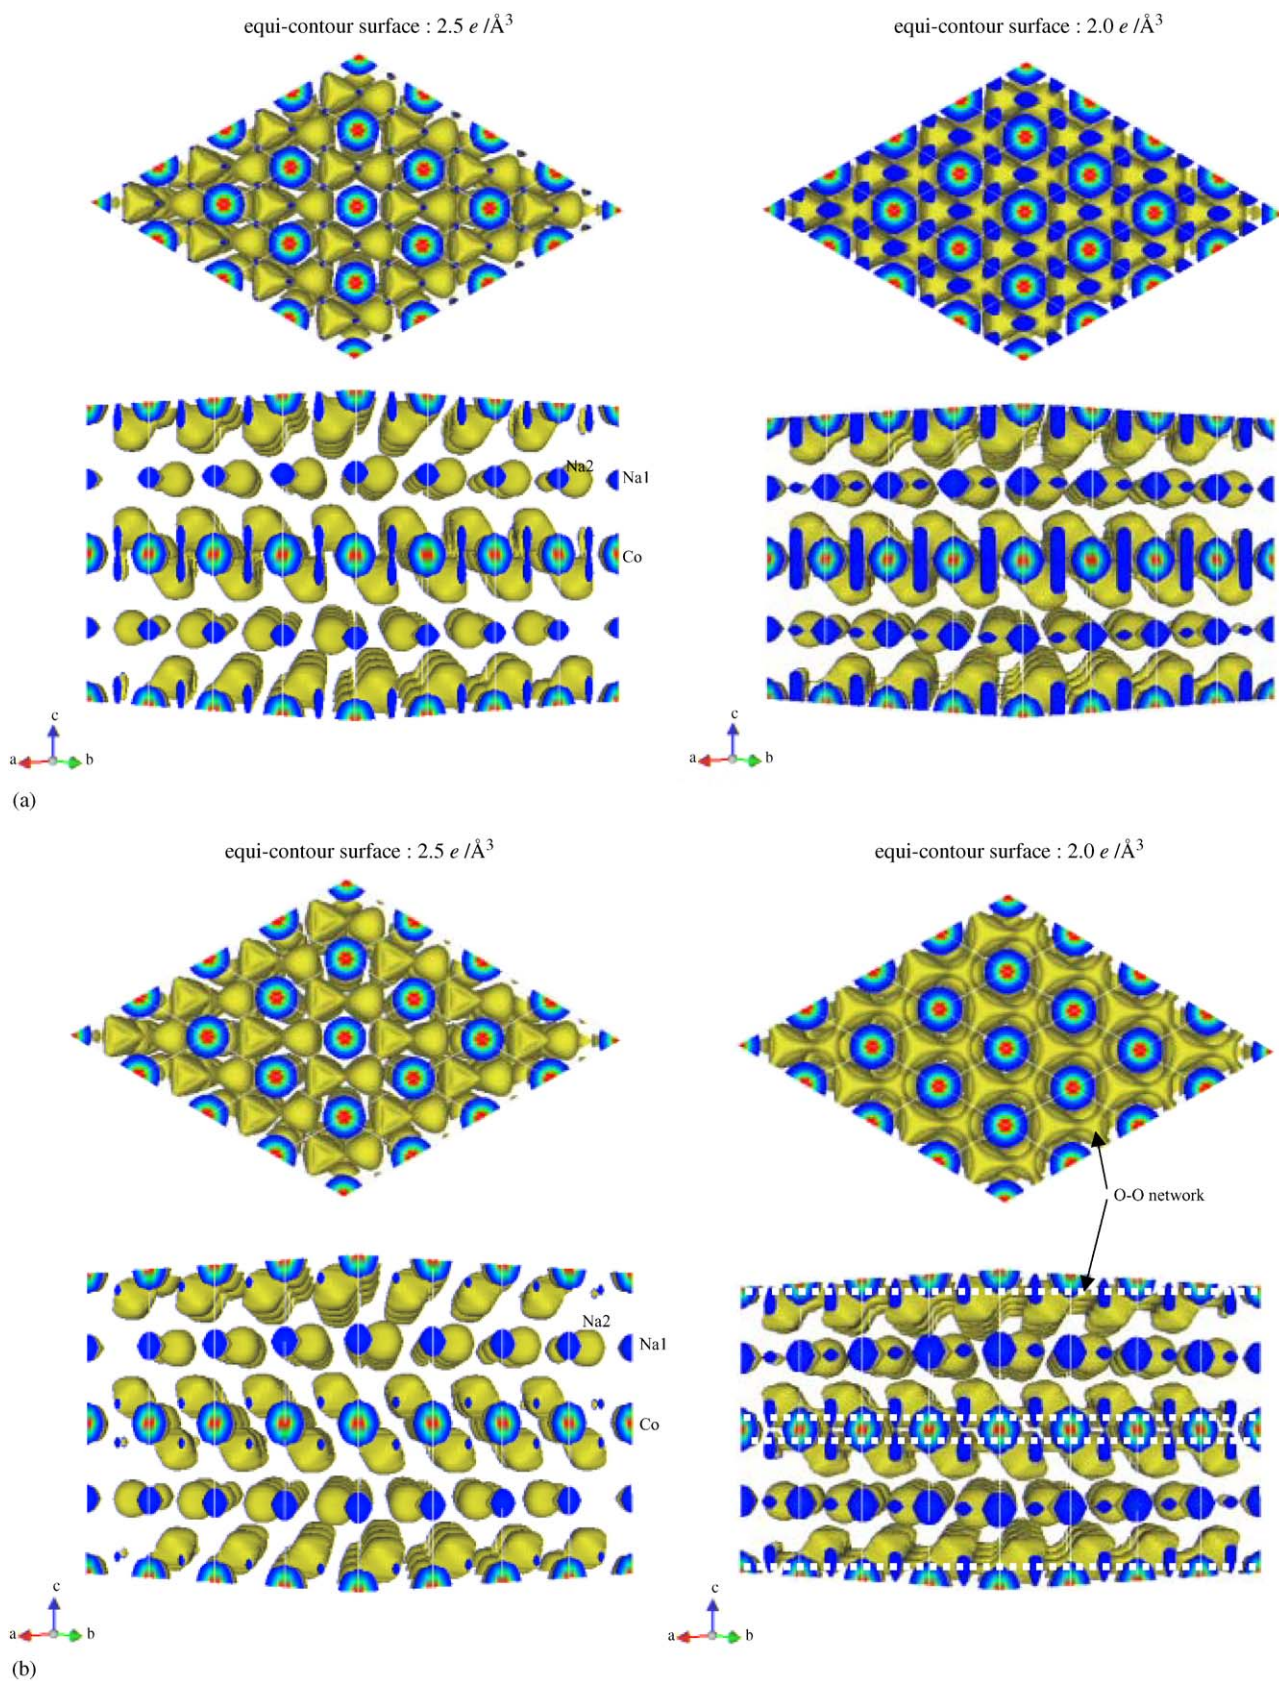 equi-contour surface : 2.5 e /Å³
equi-contour surface : 2.0 e /Å³
Na2
Na1
Co
c
a
b
c
a
b
(a)
equi-contour surface : 2.5 e /Å³
equi-contour surface : 2.0 e /Å³
O-O network
Na2
Na1
Co
c
a
b
c
a
b
(b)